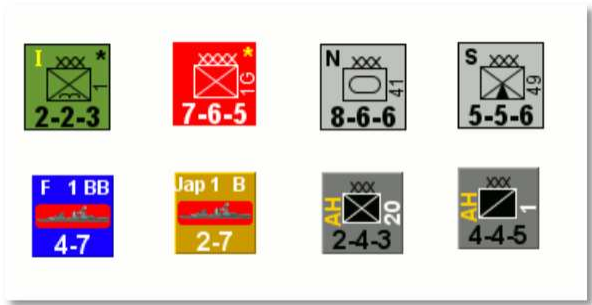 I XXX *
1
2-2-3
XXXX *
1G
7-6-5
N XXX
41
8-6-6
S XXX
49
5-5-6
F 1 BB
4-7
Jap 1 B
2-7
XXX
AH 20
2-4-3
XXX
AH 1
4-4-5